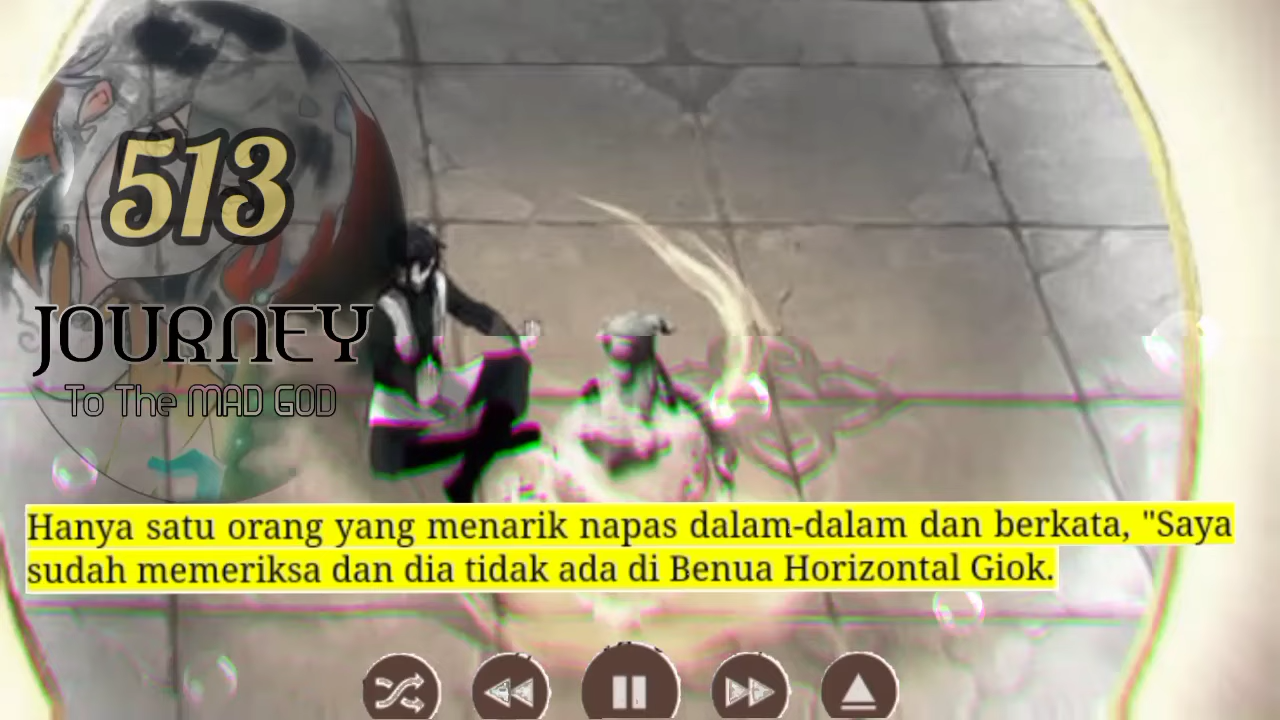 513
JOURNEY
To The MAD GOD
Hanya satu orang yang menarik napas dalam-dalam dan berkata, "Saya
sudah memeriksa dan dia tidak ada di Benua Horizontal Giok.